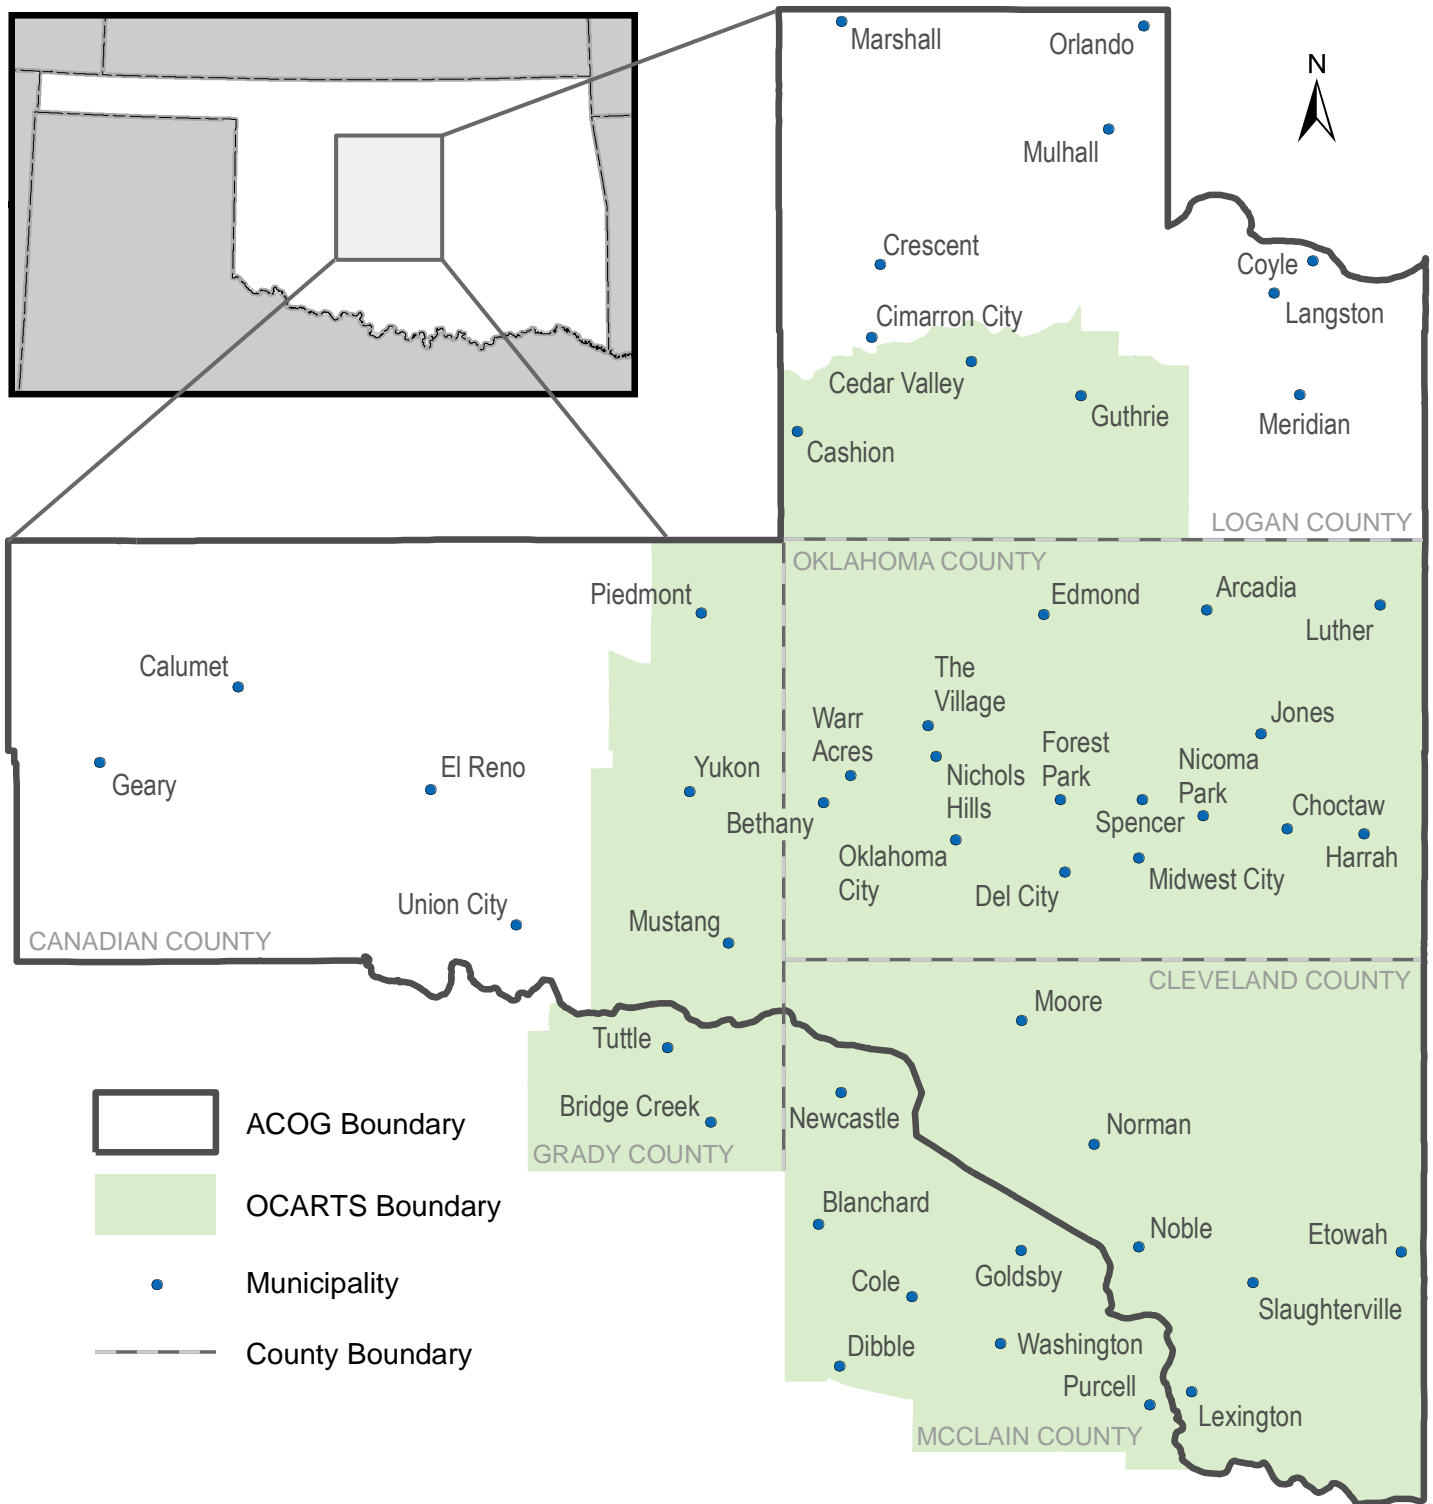 Marshall
Orlando
N
Mulhall
Crescent
Coyle
Langston
Cimarron City
Cedar Valley
Guthrie
Meridian
Cashion
LOGAN COUNTY
OKLAHOMA COUNTY
Piedmont
Edmond
Arcadia
Luther
Calumet
The
Village
Warr
Acres
Jones
Forest
Park
Nicoma
Park
Geary
El Reno
Yukon
Nichols
Hills
Bethany
Spencer
Choctaw
Harrah
Oklahoma
City
Del City
Midwest City
Union City
Mustang
CANADIAN COUNTY
CLEVELAND COUNTY
Moore
Tuttle
Bridge Creek
Newcastle
Norman
GRADY COUNTY
Blanchard
Noble
Etowah
Goldsby
Cole
Slaughterville
Washington
Dibble
Purcell
Lexington
MCCLAIN COUNTY
ACOG Boundary
OCARTS Boundary
Municipality
County Boundary